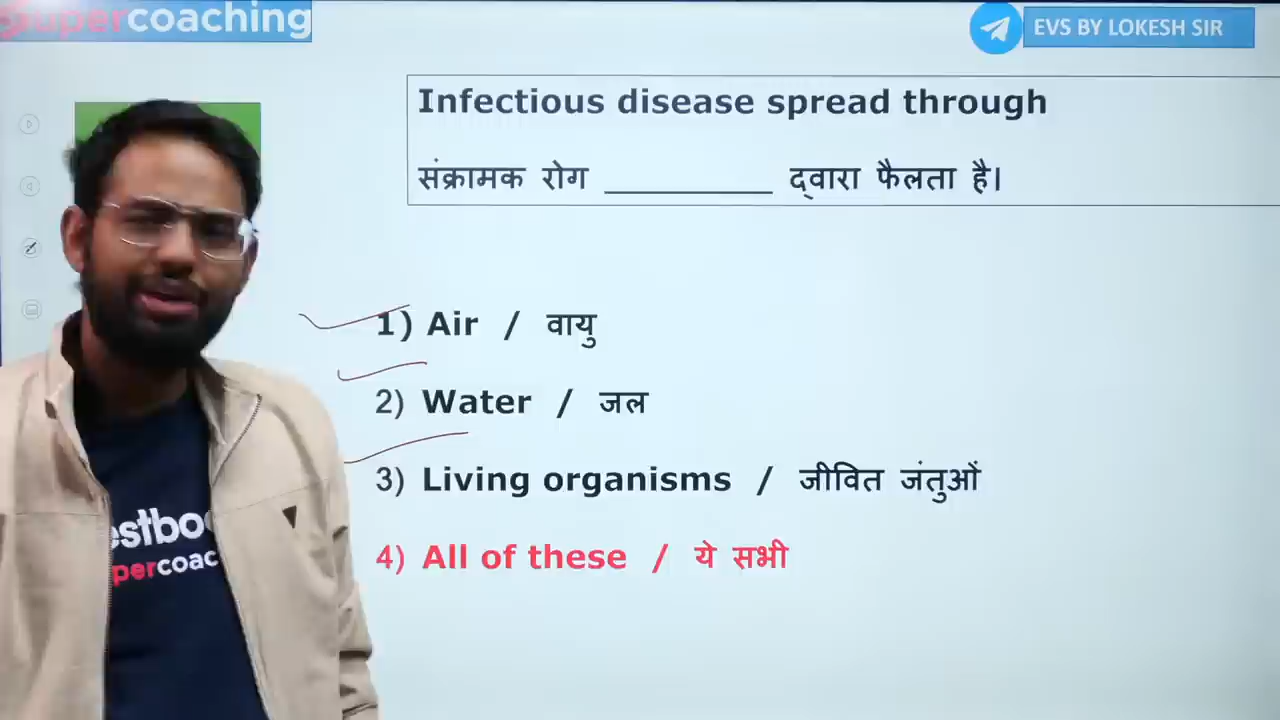 supercoaching
EVS BY LOKESH SIR
Infectious disease spread through
संक्रामक रोग __________ द्वारा फैलता है।
1) Air / वायु
2) Water / जल
3) Living organisms / जीवित जंतुओं
4) All of these / ये सभी
estboo
percoac